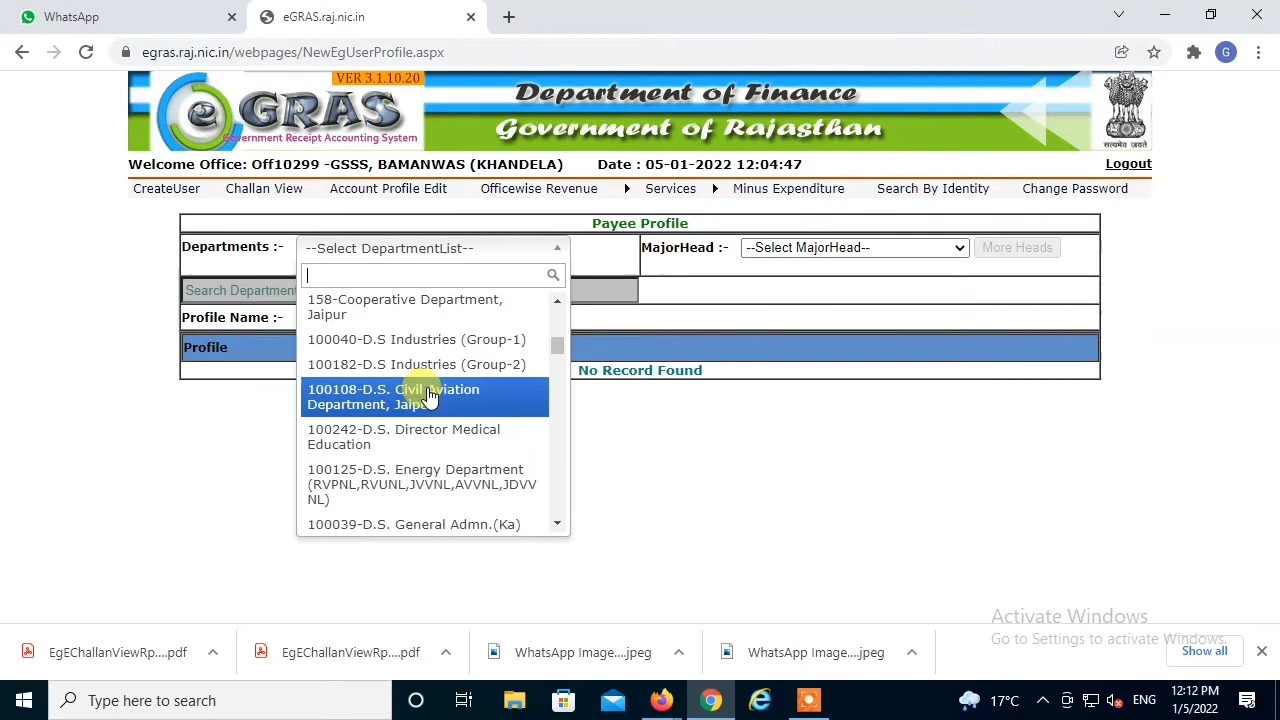 WhatsApp
eGRAS.raj.nic.in
egras.raj.nic.in/webpages/NewEgUserProfile.aspx
G
VER 3.1.10.20
eGRAS
Government Receipt Accounting System
Department of Finance
Government of Rajasthan
सत्यमेव जयते
Welcome Office: Off10299 -GSSS, BAMANWAS (KHANDELA) Date : 05-01-2022 12:04:47 Logout
CreateUser Challan View Account Profile Edit Officewise Revenue Services Minus Expenditure Search By Identity Change Password
Payee Profile
Departments :- --Select DepartmentList-- MajorHead :- --Select MajorHead-- More Heads
Search Department
Profile Name :-
Profile
No Record Found
158-Cooperative Department,
Jaipur
100040-D.S Industries (Group-1)
100182-D.S Industries (Group-2)
100108-D.S. Civil Aviation
Department, Jaipur
100242-D.S. Director Medical
Education
100125-D.S. Energy Department
(RVPNL,RVUNL,JVVNL,AVVNL,JDVV
NL)
100039-D.S. General Admn.(Ka)
Activate Windows
Go to Settings to activate Windows.
EgEChallanViewRp....pdf EgEChallanViewRp....pdf WhatsApp Image....jpeg WhatsApp Image....jpeg Show all
Type here to search
17°C ENG
12:12 PM
1/5/2022